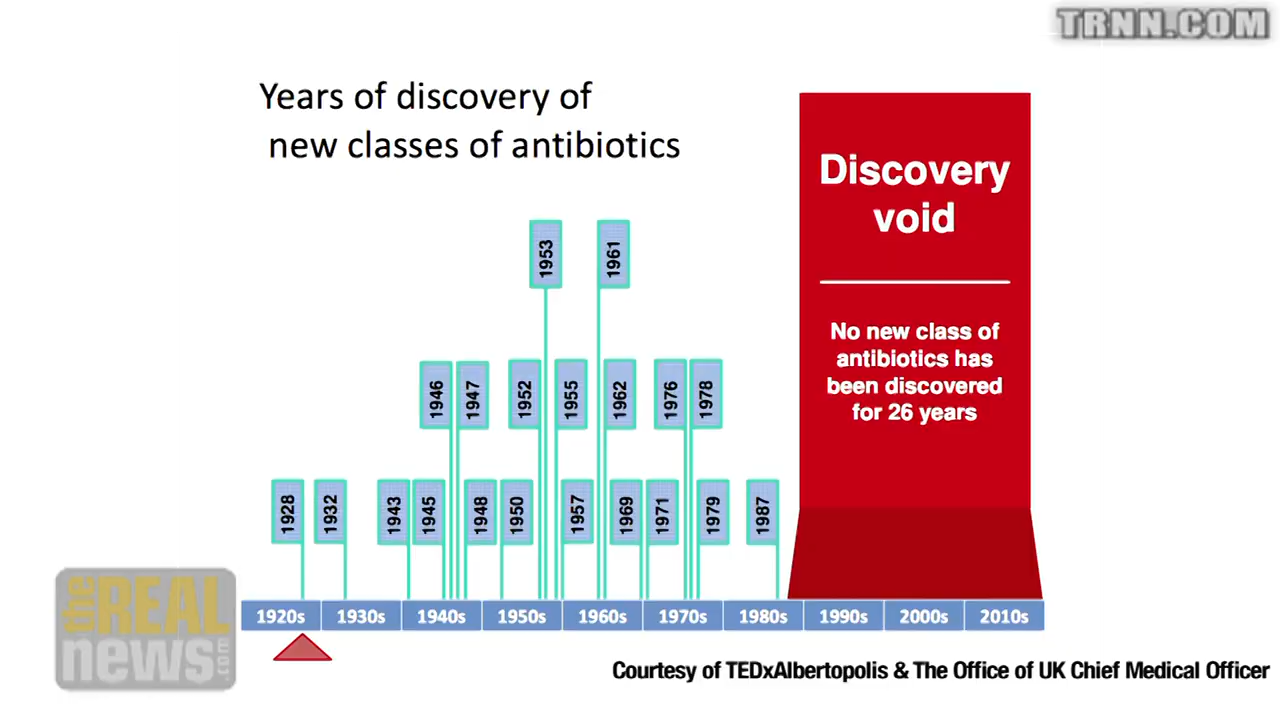 TRNN.COM
Years of discovery of
new classes of antibiotics
Discovery
void
No new class of
antibiotics has
been discovered
for 26 years
1953
1961
1946
1947
1952
1955
1962
1976
1978
1928
1932
1943
1945
1948
1950
1957
1969
1971
1979
1987
1920s
1930s
1940s
1950s
1960s
1970s
1980s
1990s
2000s
2010s
the
REAL
news.com
Courtesy of TEDxAlbertopolis & The Office of UK Chief Medical Officer